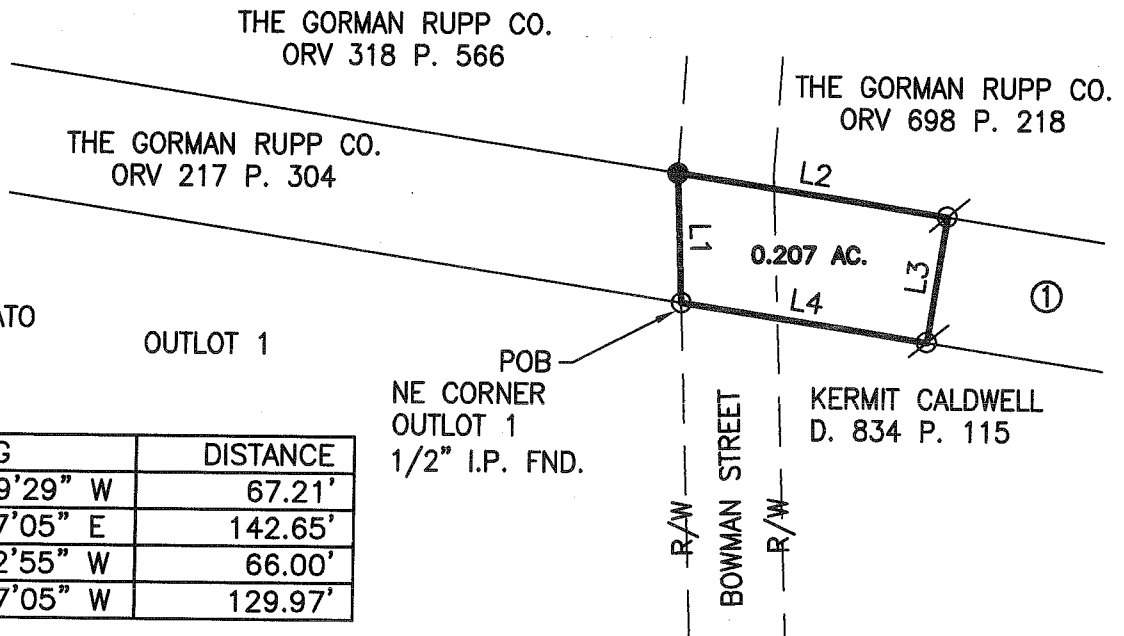 THE GORMAN RUPP CO.
ORV 318 P. 566
THE GORMAN RUPP CO.
ORV 698 P. 218
THE GORMAN RUPP CO.
ORV 217 P. 304
L2
L1
0.207 AC.
L3
①
L4
ATO
OUTLOT 1
POB
NE CORNER
OUTLOT 1
1/2" I.P. FND.
KERMIT CALDWELL
D. 834 P. 115
R/W
BOWMAN STREET
R/W
G DISTANCE
9'29" W 67.21'
7'05" E 142.65'
2'55" W 66.00'
7'05" W 129.97'